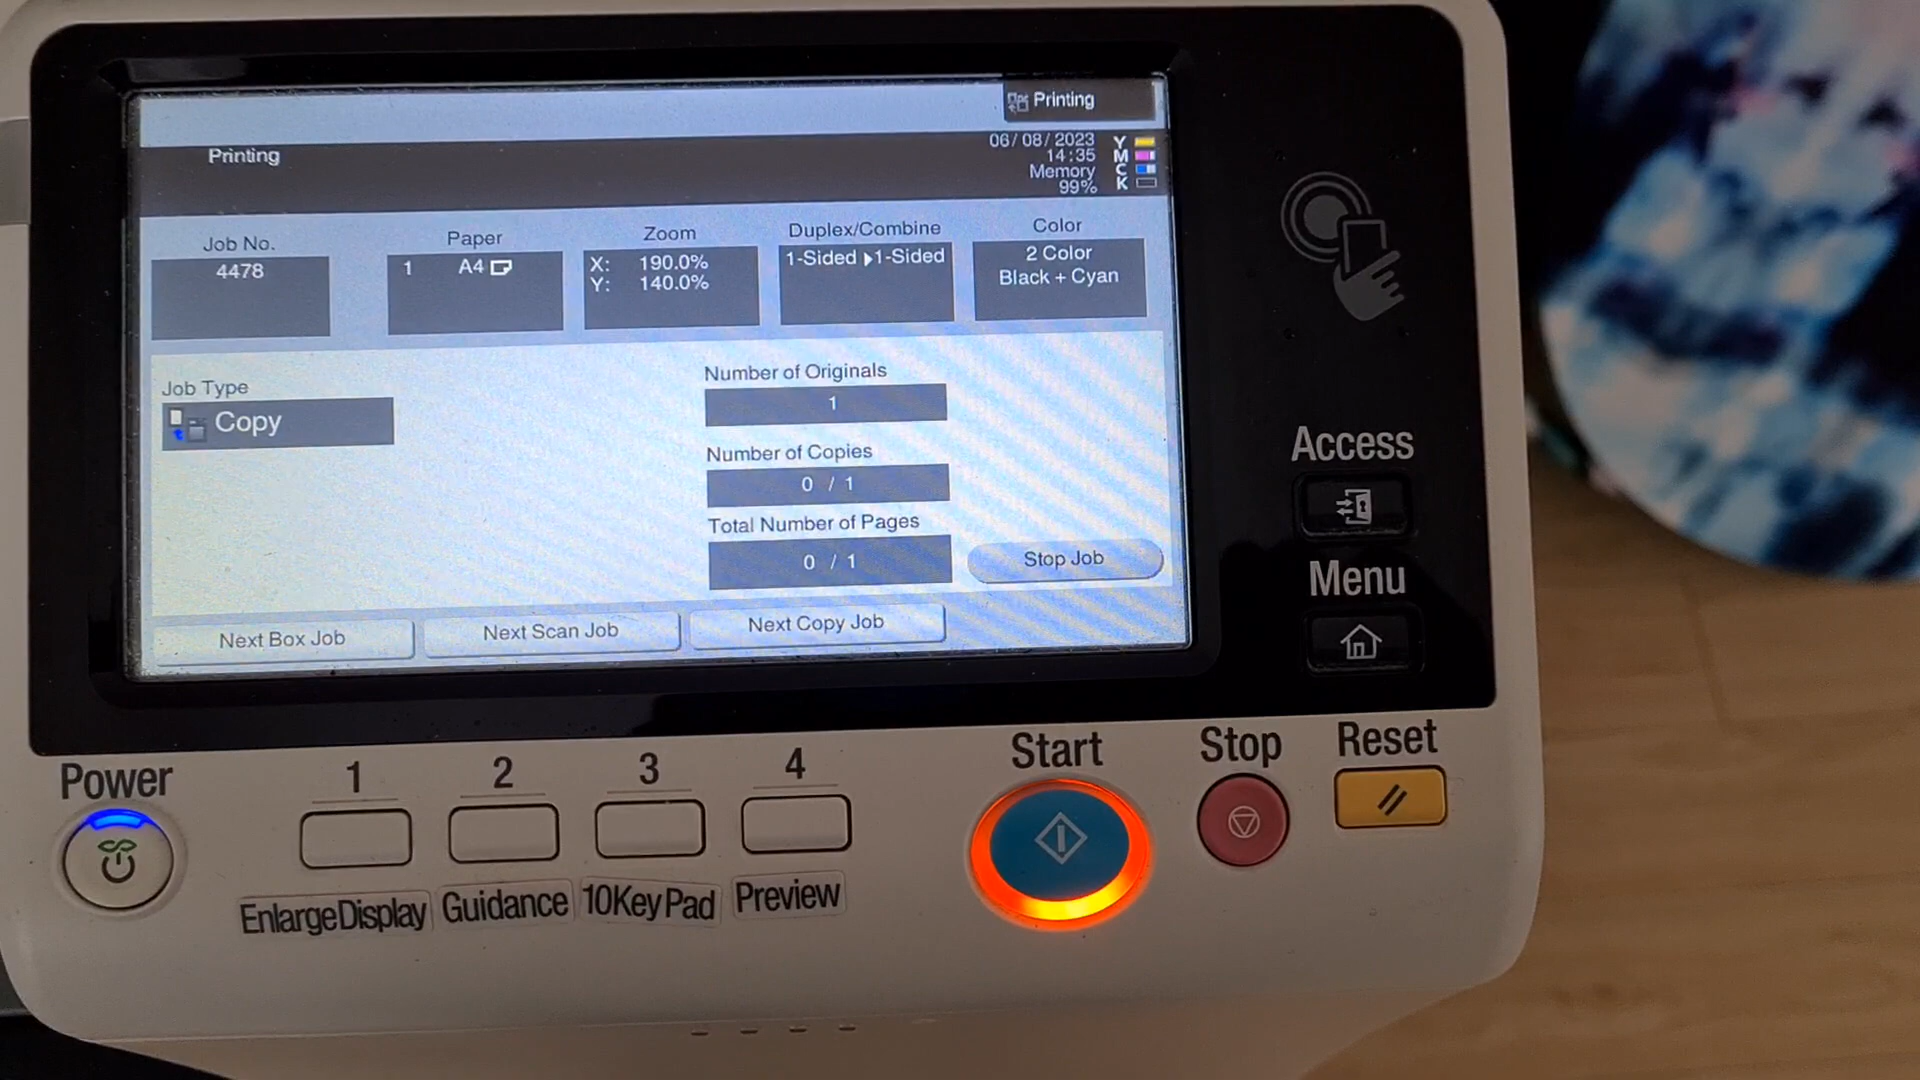 Printing
Printing
06/08/2023
14:35
Memory
99%
Y
M
C
K
Job No.
4478
Paper
1 A4
Zoom
X: 190.0%
Y: 140.0%
Duplex/Combine
1-Sided ▶1-Sided
Color
2 Color
Black + Cyan
Job Type
Copy
Number of Originals
1
Number of Copies
0 / 1
Total Number of Pages
0 / 1
Stop Job
Next Box Job
Next Scan Job
Next Copy Job
Access
Menu
Power
1 2 3 4
Start
Stop
Reset
EnlargeDisplay
Guidance
10Key Pad
Preview